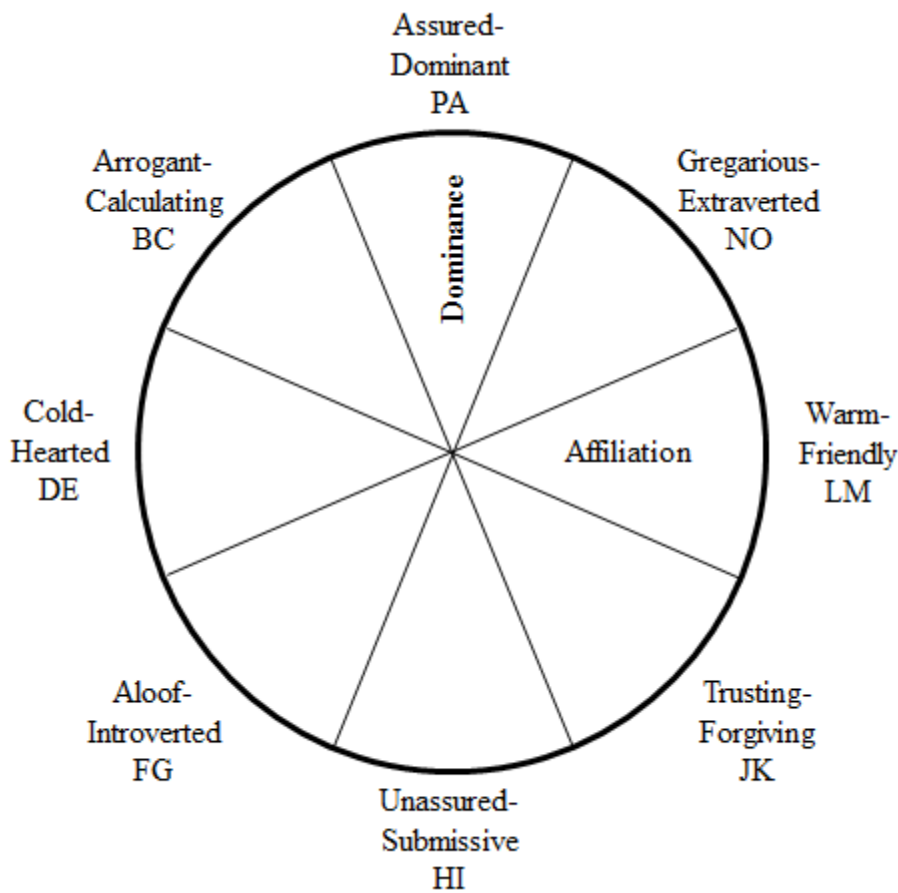 Assured-
Dominant
PA
Arrogant-
Calculating
BC
Gregarious-
Extraverted
NO
Dominance
Cold-
Hearted
DE
Affiliation
Warm-
Friendly
LM
Aloof-
Introverted
FG
Trusting-
Forgiving
JK
Unassured-
Submissive
HI